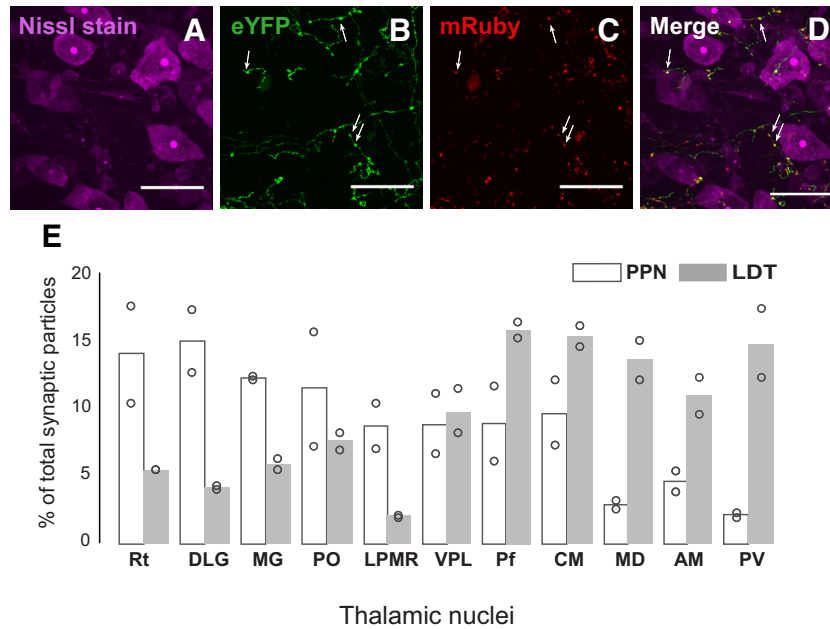 Nissl stain A
eYFP B
mRuby C
Merge D
E
PPN LDT
% of total synaptic particles
20
15
10
5
0
Rt DLG MG PO LPMR VPL Pf CM MD AM PV
Thalamic nuclei